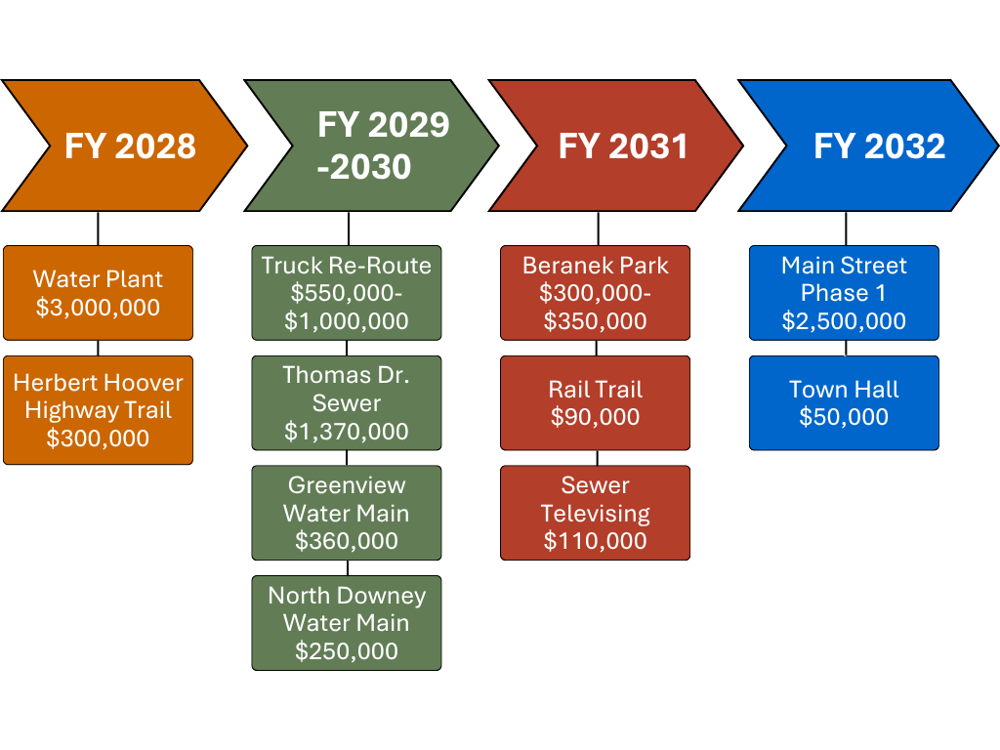 FY 2028
Water Plant
$3,000,000
Herbert Hoover
Highway Trail
$300,000
FY 2029
-2030
Truck Re-Route
$550,000-
$1,000,000
Thomas Dr.
Sewer
$1,370,000
Greenview
Water Main
$360,000
North Downey
Water Main
$250,000
FY 2031
Beranek Park
$300,000-
$350,000
Rail Trail
$90,000
Sewer
Televising
$110,000
FY 2032
Main Street
Phase 1
$2,500,000
Town Hall
$50,000